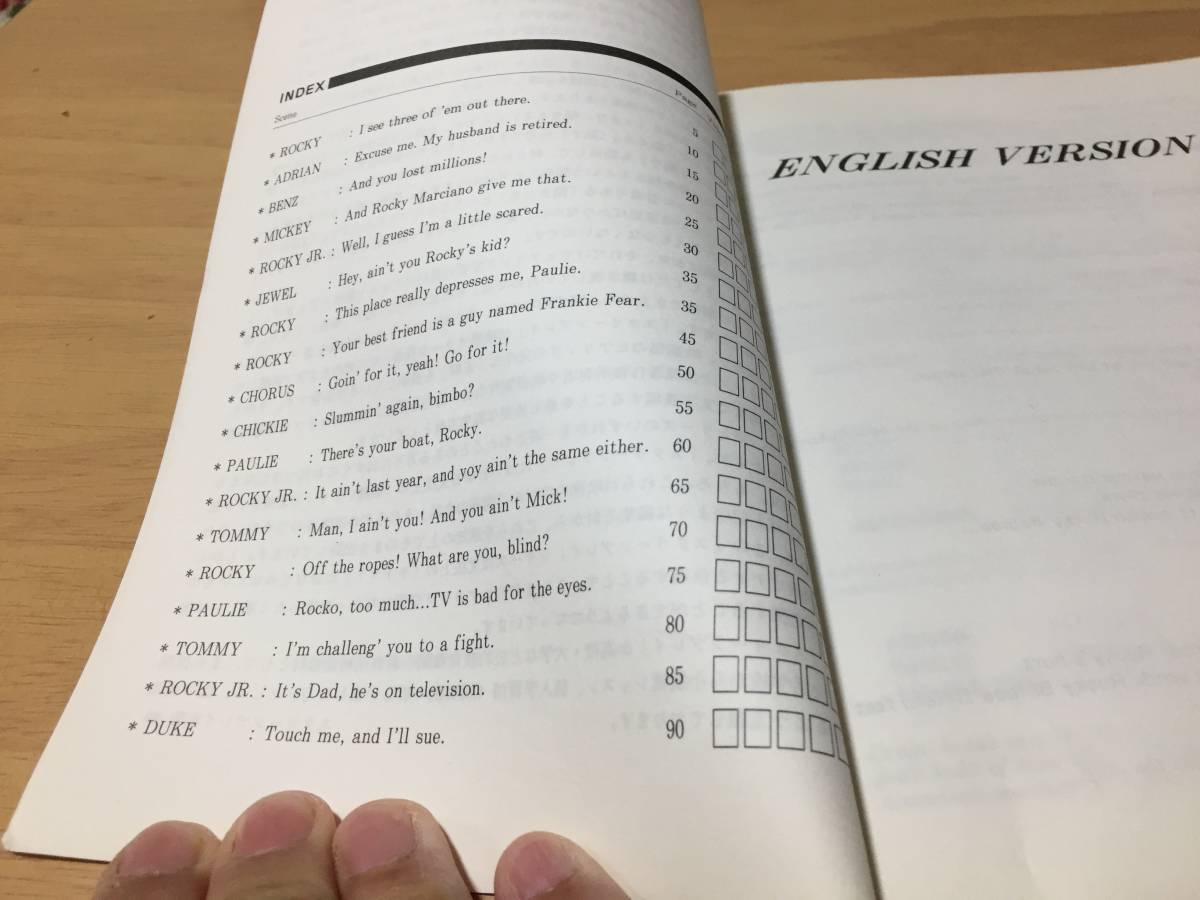 INDEX
Scene Page
* ROCKY : I see three of 'em out there. 5
* ADRIAN : Excuse me. My husband is retired. 10
* BENZ : And you lost millions! 15
* MICKEY : And Rocky Marciano give me that. 20
* ROCKY JR. : Well, I guess I'm a little scared. 25
* JEWEL : Hey, ain't you Rocky's kid? 30
* ROCKY : This place really depresses me, Paulie. 35
* ROCKY : Your best friend is a guy named Frankie Fear. 35
* CHORUS : Goin' for it, yeah! Go for it! 45
* CHICKIE : Slummin' again, bimbo? 50
* PAULIE : There's your boat, Rocky. 55
* ROCKY JR. : It ain't last year, and yoy ain't the same either. 60
* TOMMY : Man, I ain't you! And you ain't Mick! 65
* ROCKY : Off the ropes! What are you, blind? 70
* PAULIE : Rocko, too much...TV is bad for the eyes. 75
* TOMMY : I'm challeng' you to a fight. 80
* ROCKY JR. : It's Dad, he's on television. 85
* DUKE : Touch me, and I'll sue. 90
ENGLISH VERSION